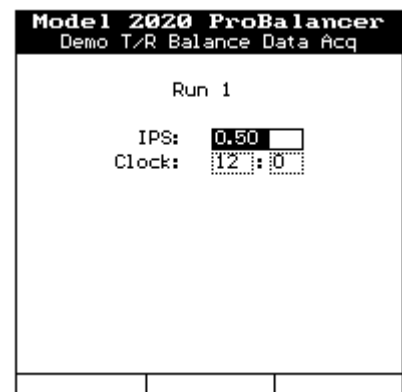 Model 2020 ProBalancer
Demo T/R Balance Data Acq
Run 1
IPS: 0.50
Clock: 12 : 0